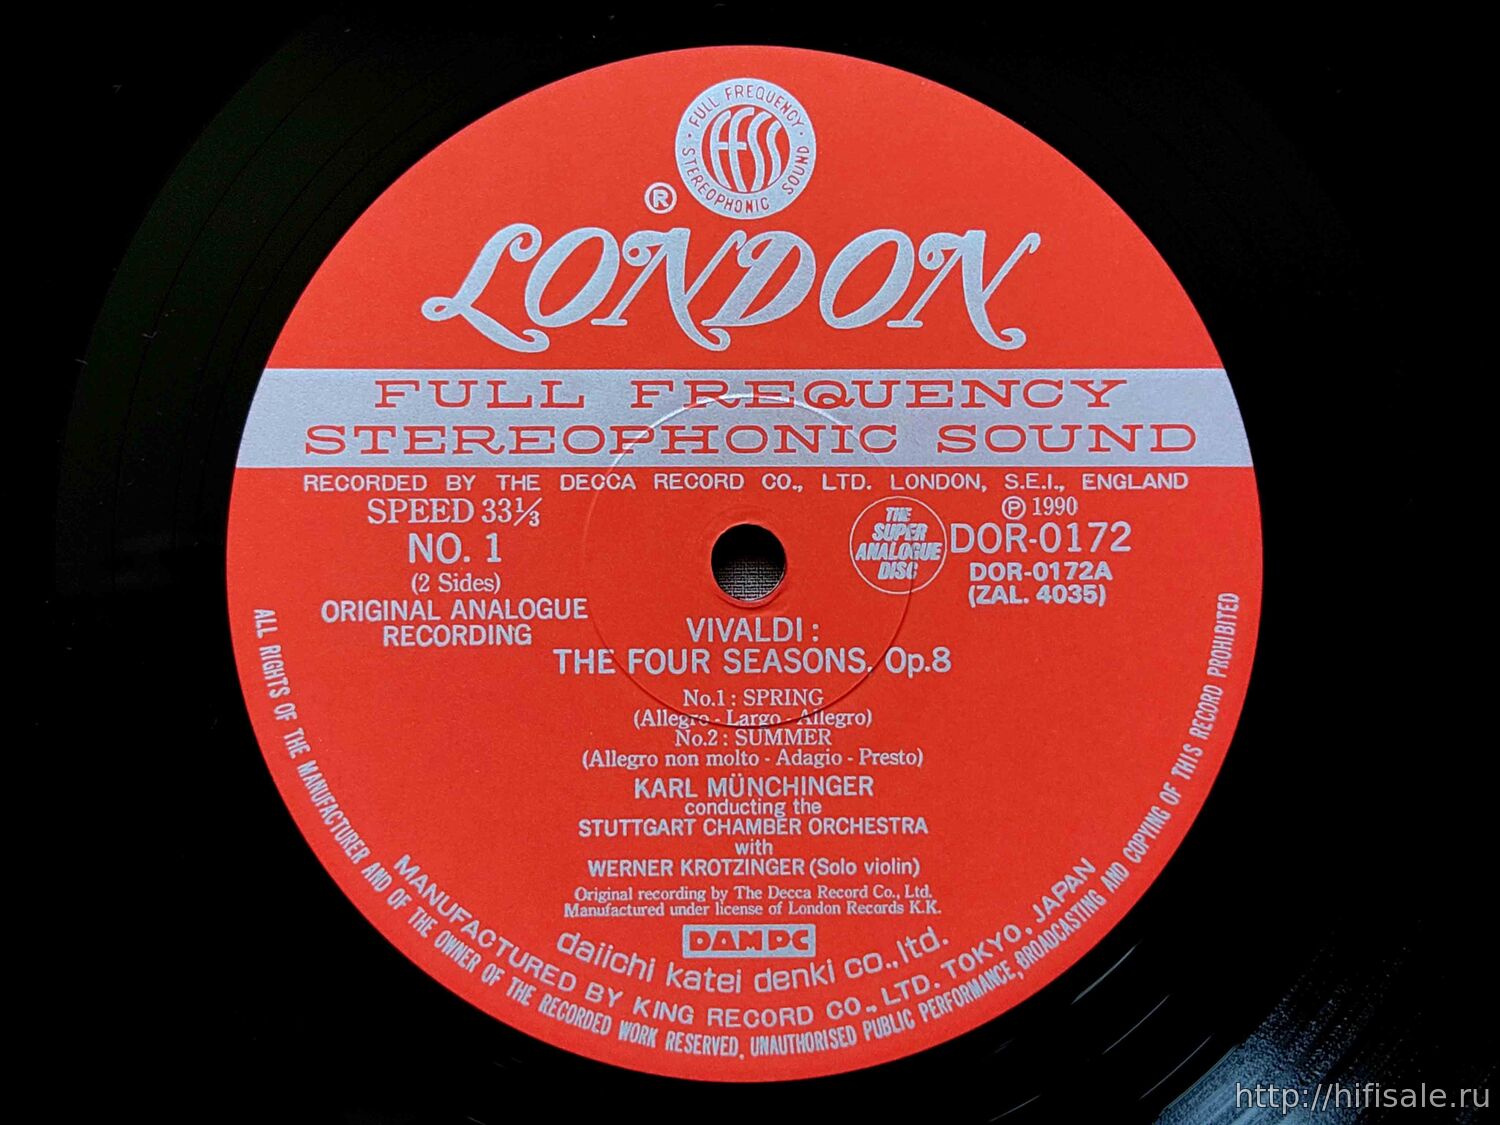 FULL FREQUENCY
FFSS
STEREOPHONIC SOUND
®
LONDON
FULL FREQUENCY
STEREOPHONIC SOUND
RECORDED BY THE DECCA RECORD CO., LTD. LONDON, S.E.I., ENGLAND
SPEED 33⅓
NO. 1
(2 Sides)
ORIGINAL ANALOGUE
RECORDING
THE
SUPER
ANALOGUE
DISC
℗ 1990
DOR-0172
DOR-0172A
(ZAL. 4035)
VIVALDI :
THE FOUR SEASONS, Op.8
No.1 : SPRING
(Allegro - Largo - Allegro)
No.2 : SUMMER
(Allegro non molto - Adagio - Presto)
KARL MÜNCHINGER
conducting the
STUTTGART CHAMBER ORCHESTRA
with
WERNER KROTZINGER (Solo violin)
Original recording by The Decca Record Co., Ltd.
Manufactured under license of London Records K.K.
DAM PC
daiichi katei denki co.,ltd.
MANUFACTURED BY KING RECORD CO., LTD. TOKYO, JAPAN
ALL RIGHTS OF THE MANUFACTURER AND OF THE OWNER OF THE RECORDED WORK RESERVED. UNAUTHORISED PUBLIC PERFORMANCE, BROADCASTING AND COPYING OF THIS RECORD PROHIBITED
http://hifisale.ru